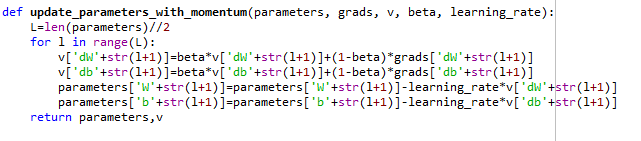 def update_parameters_with_momentum(parameters, grads, v, beta, learning_rate):
    L=len(parameters)//2
    for l in range(L):
        v['dW'+str(l+1)]=beta*v['dW'+str(l+1)]+(1-beta)*grads['dW'+str(l+1)]
        v['db'+str(l+1)]=beta*v['db'+str(l+1)]+(1-beta)*grads['db'+str(l+1)]
        parameters['W'+str(l+1)]=parameters['W'+str(l+1)]-learning_rate*v['dW'+str(l+1)]
        parameters['b'+str(l+1)]=parameters['b'+str(l+1)]-learning_rate*v['db'+str(l+1)]
    return parameters,v